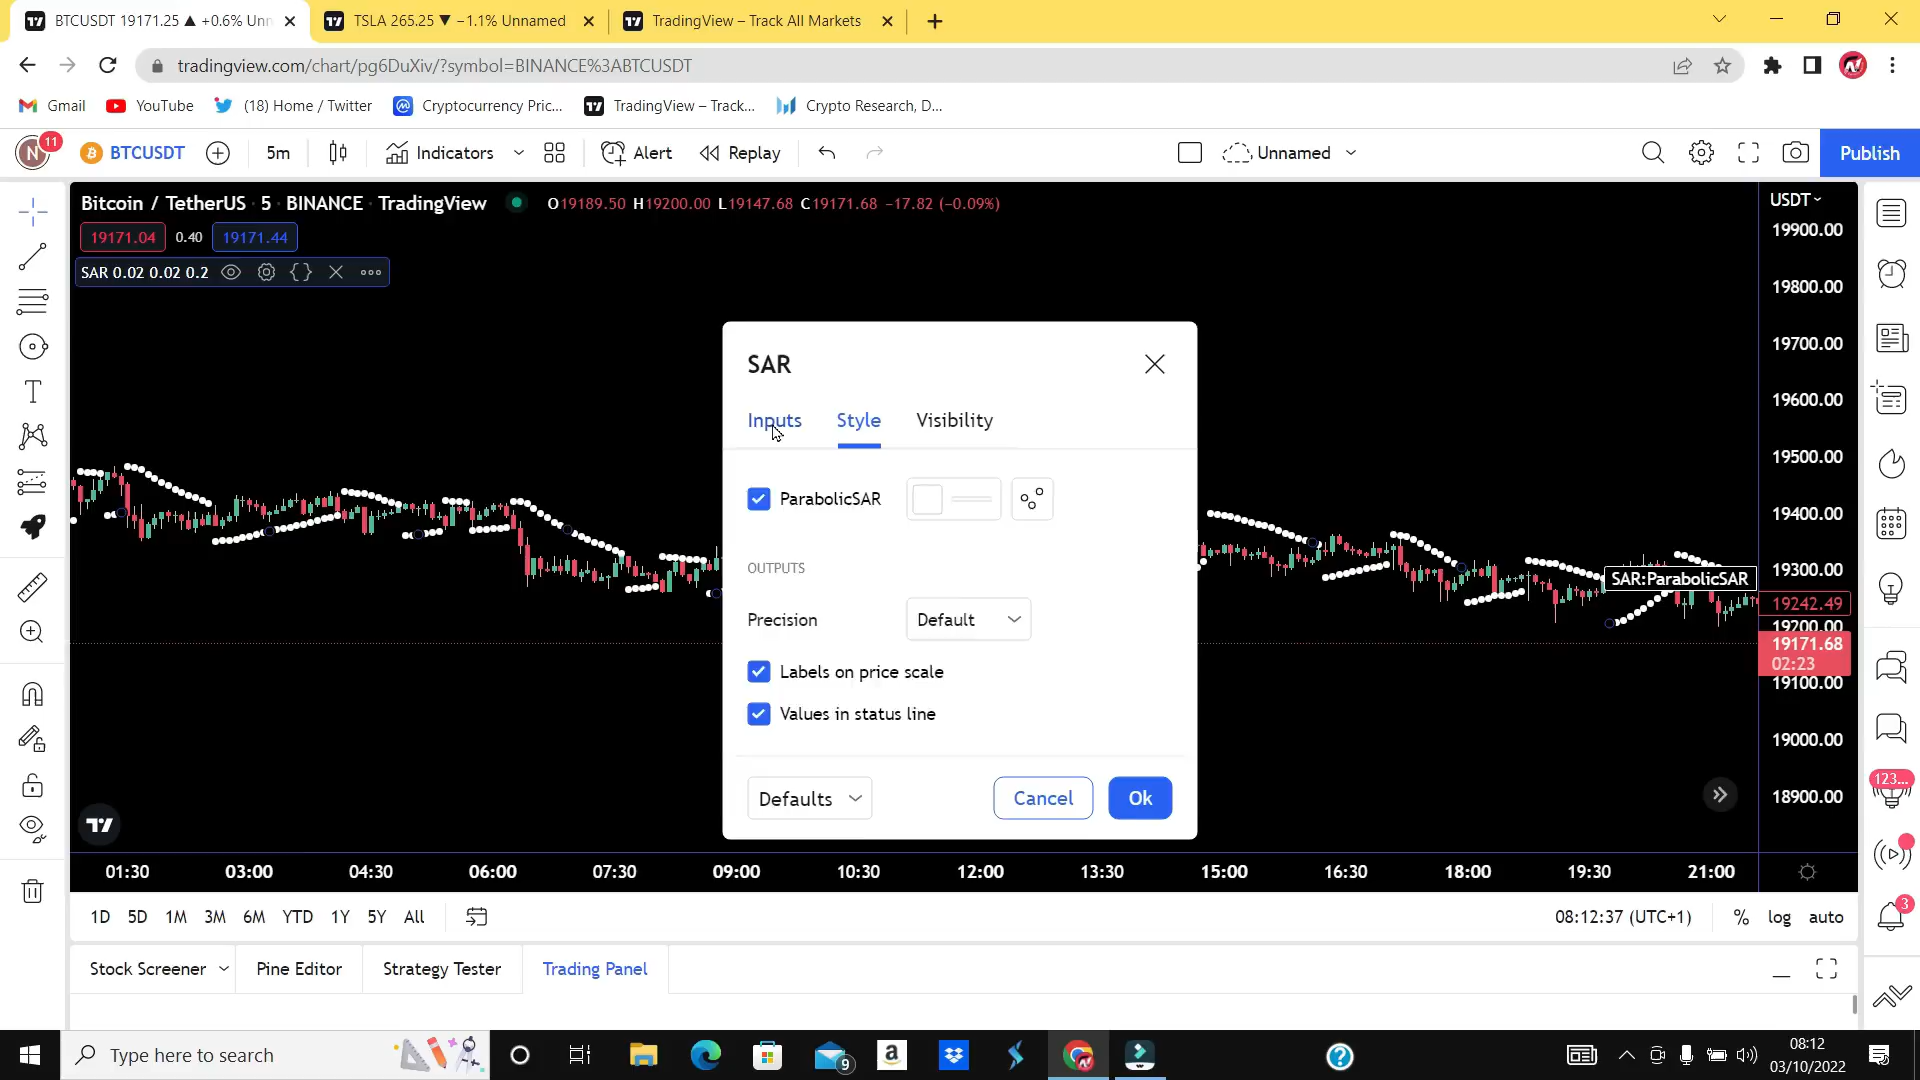 BTCUSDT 19171.25 ▲ +0.6% Unn
TSLA 265.25 ▼ −1.1% Unnamed
TradingView – Track All Markets
tradingview.com/chart/pg6DuXiv/?symbol=BINANCE%3ABTCUSDT
Gmail
YouTube
(18) Home / Twitter
Cryptocurrency Pric...
TradingView – Track...
Crypto Research, D...
N 11
BTCUSDT
5m
Indicators
Alert
Replay
Unnamed
Publish
Bitcoin / TetherUS · 5 · BINANCE · TradingView
O19189.50 H19200.00 L19147.68 C19171.68 −17.82 (−0.09%)
USDT
19171.04 0.40 19171.44
SAR 0.02 0.02 0.2
19900.00
19800.00
19700.00
19600.00
19500.00
19400.00
19300.00
SAR:ParabolicSAR
19242.49
19200.00
19171.68
02:23
19100.00
19000.00
18900.00
SAR
Inputs
Style
Visibility
ParabolicSAR
OUTPUTS
Precision
Default
Labels on price scale
Values in status line
Defaults
Cancel
Ok
123...
01:30 03:00 04:30 06:00 07:30 09:00 10:30 12:00 13:30 15:00 16:30 18:00 19:30 21:00
1D 5D 1M 3M 6M YTD 1Y 5Y All
08:12:37 (UTC+1)
% log auto
3
Stock Screener
Pine Editor
Strategy Tester
Trading Panel
Type here to search
9
08:12
03/10/2022